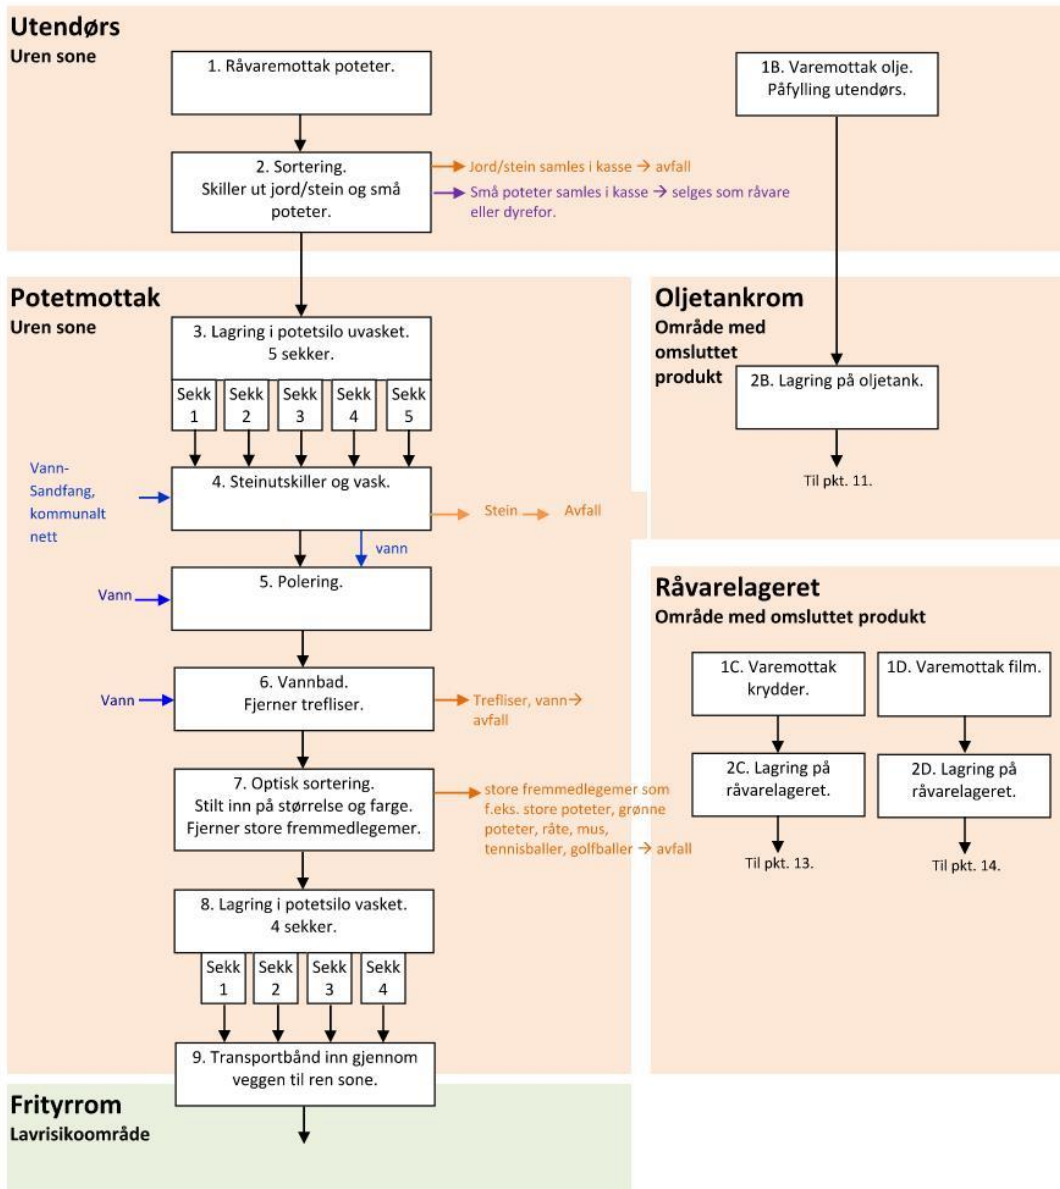 Utendørs
Uren sone
1. Råvaremottak poteter.
1B. Varemottak olje.
Påfylling utendørs.
2. Sortering.
Skiller ut jord/stein og små
poteter.
Jord/stein samles i kasse → avfall
Små poteter samles i kasse → selges som råvare
eller dyrefor.
Potetmottak
Uren sone
3. Lagring i potetsilo uvasket.
5 sekker.
Sekk
1
Sekk
2
Sekk
3
Sekk
4
Sekk
5
Vann-
Sandfang,
kommunalt
nett
4. Steinutskiller og vask.
Stein
Avfall
vann
Vann
5. Polering.
Vann
6. Vannbad.
Fjerner trefliser.
Trefliser, vann→
avfall
7. Optisk sortering.
Stilt inn på størrelse og farge.
Fjerner store fremmedlegemer.
store fremmedlegemer som
f.eks. store poteter, grønne
poteter, råte, mus,
tennisballer, golfballer → avfall
8. Lagring i potetsilo vasket.
4 sekker.
Sekk
1
Sekk
2
Sekk
3
Sekk
4
9. Transportbånd inn gjennom
veggen til ren sone.
Oljetankrom
Område med
omsluttet
produkt
2B. Lagring på oljetank.
Til pkt. 11.
Råvarelageret
Område med omsluttet produkt
1C. Varemottak
krydder.
1D. Varemottak film.
2C. Lagring på
råvarelageret.
2D. Lagring på
råvarelageret.
Til pkt. 13.
Til pkt. 14.
Frityrrom
Lavrisikoområde